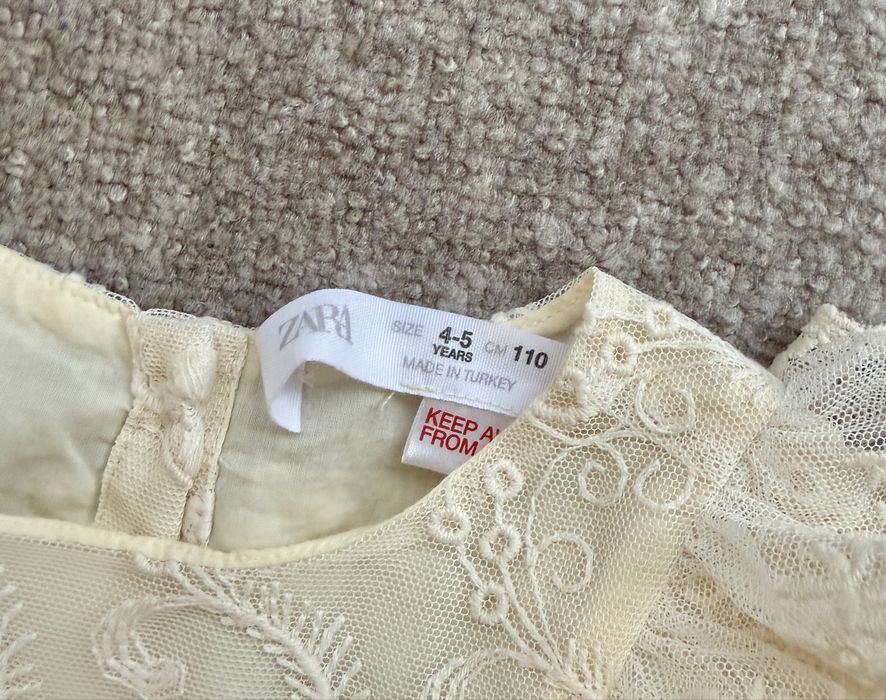 ZARA
SIZE 4-5 YEARS CM 110
MADE IN TURKEY
KEEP
FROM